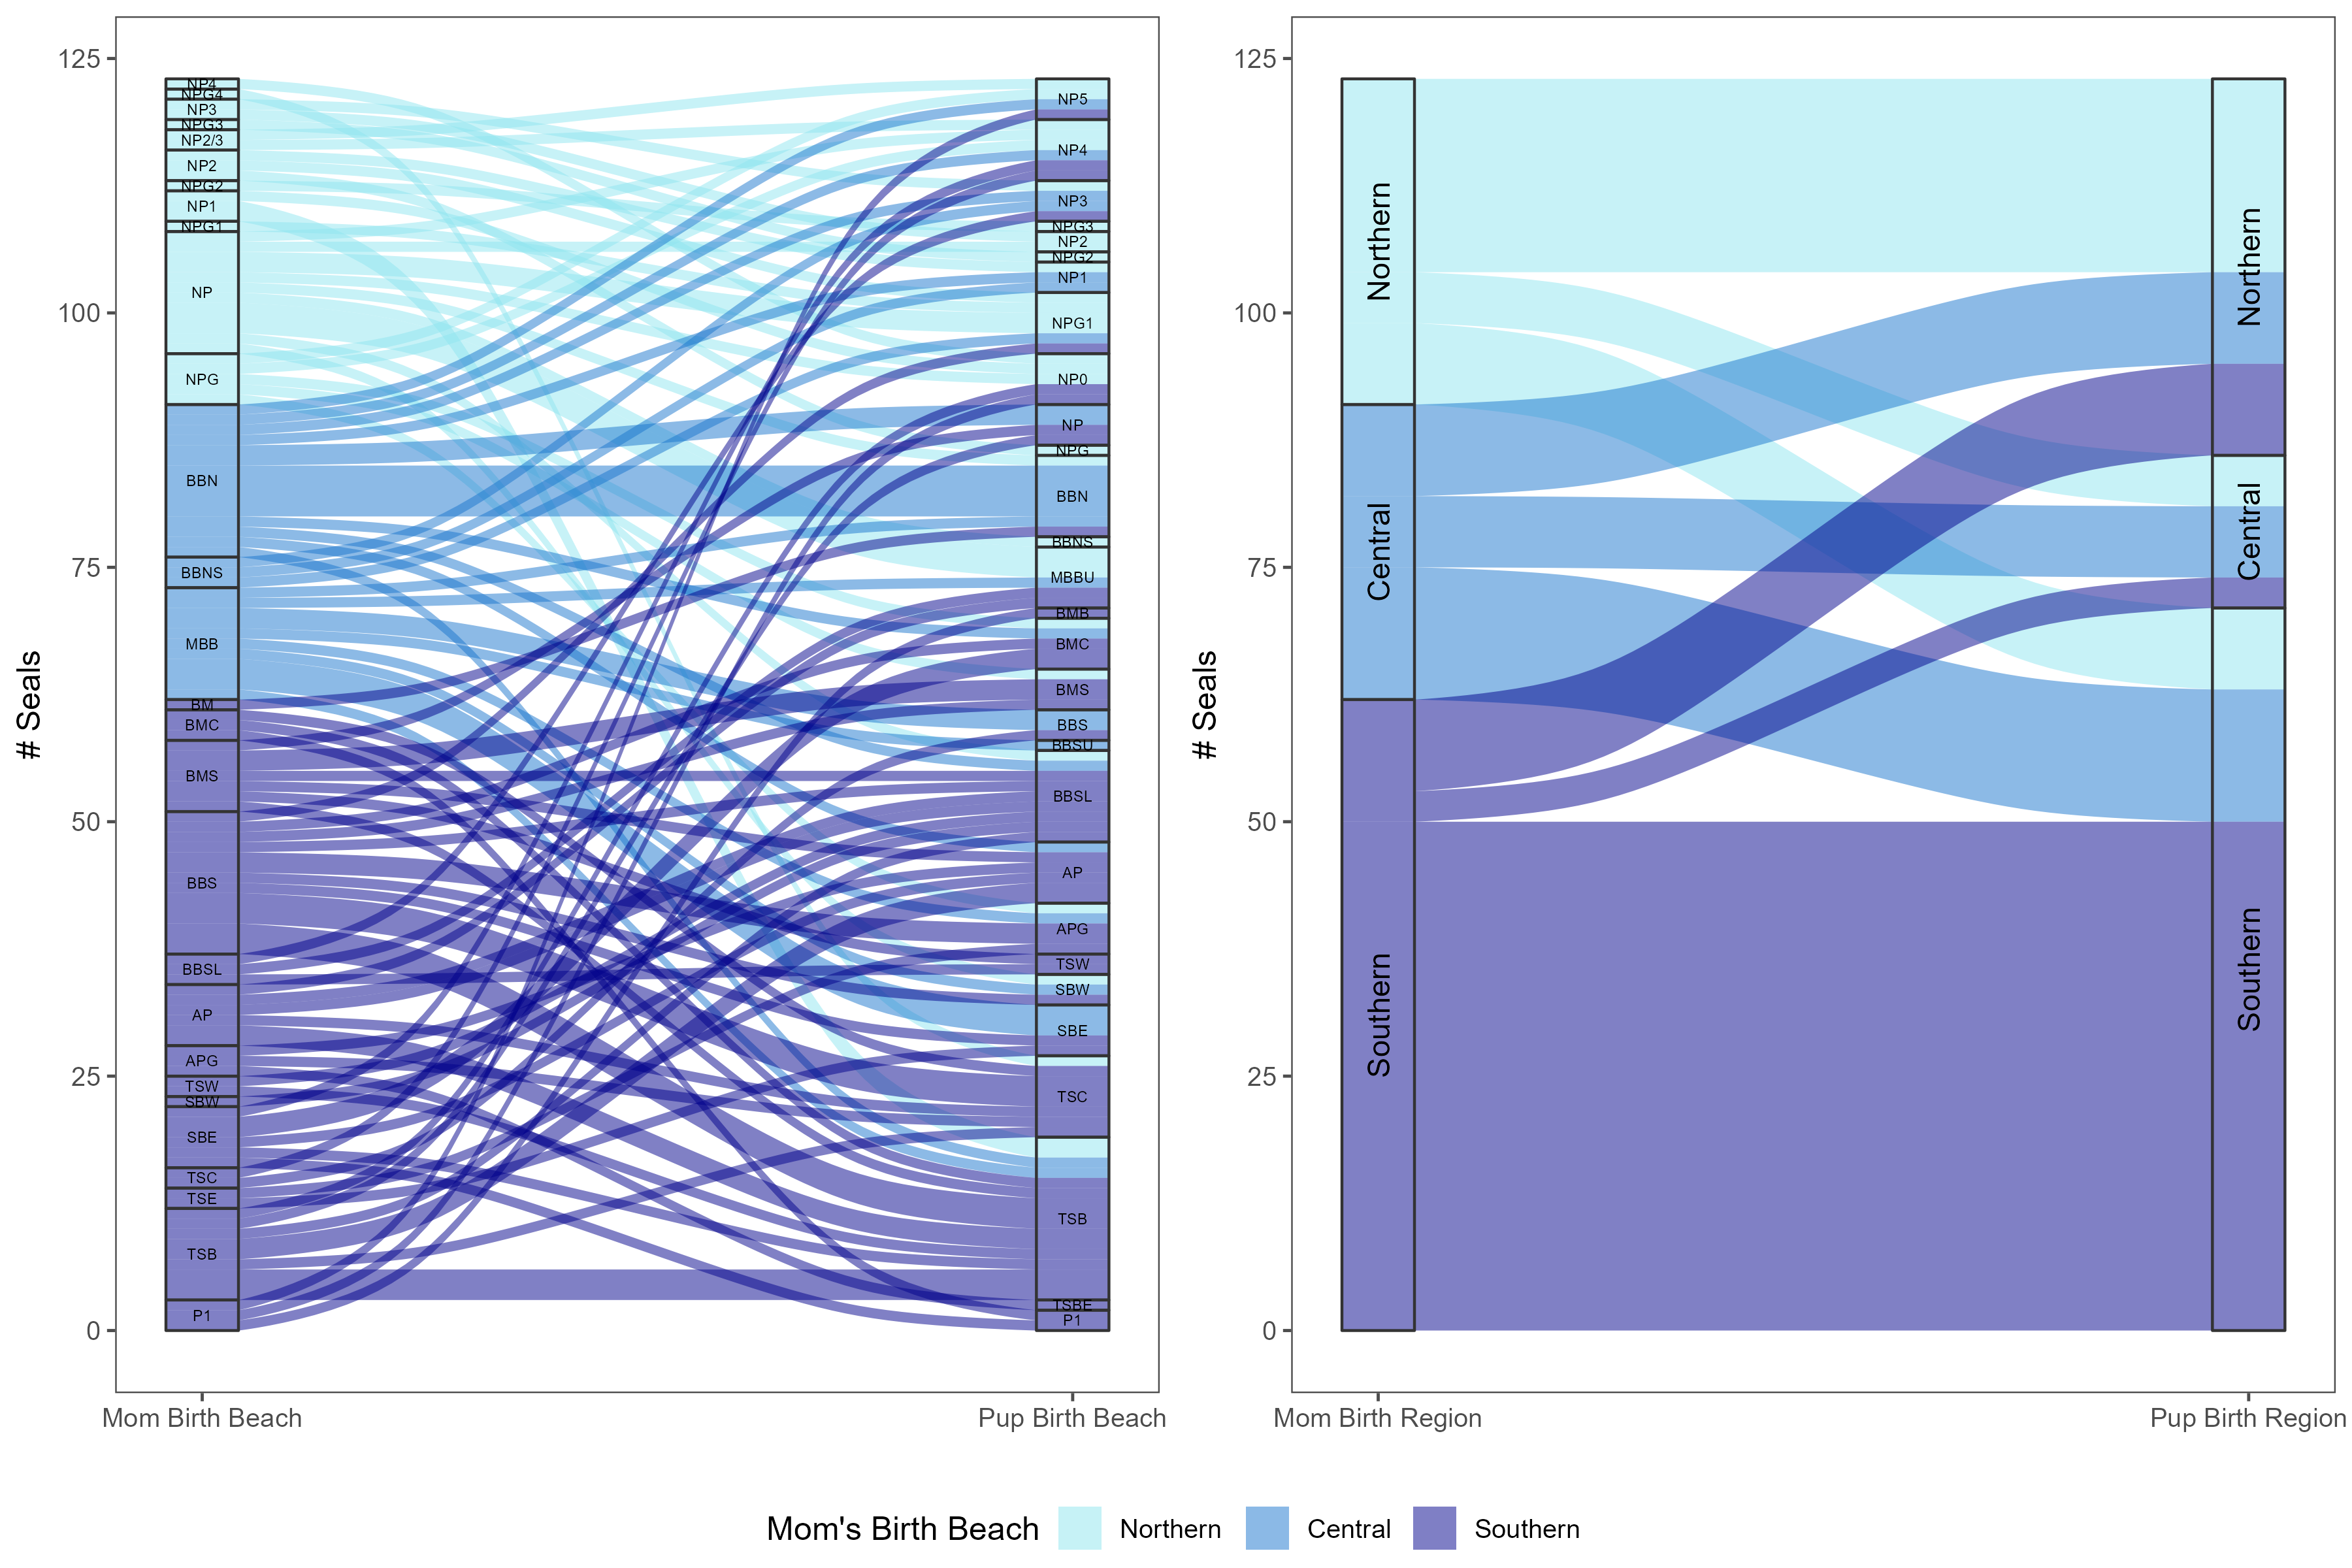 # Seals
125
100
75
50
25
0
NP4
NPG4
NP3
NPG3
NP2/3
NP2
NPG2
NP1
NPG1
NP
NPG
BBN
BBNS
MBB
BM
BMC
BMS
BBS
BBSL
AP
APG
TSW
SBW
SBE
TSC
TSE
TSB
P1
NP5
NP4
NP3
NPG3
NP2
NPG2
NP1
NPG1
NP0
NP
NPG
BBN
BBNS
MBBU
BMB
BMC
BMS
BBS
BBSU
BBSL
AP
APG
TSW
SBW
SBE
TSC
TSB
TSBE
P1
Mom Birth Beach
Pup Birth Beach
# Seals
125
100
75
50
25
0
Northern
Central
Southern
Northern
Central
Southern
Mom Birth Region
Pup Birth Region
Mom's Birth Beach
Northern
Central
Southern